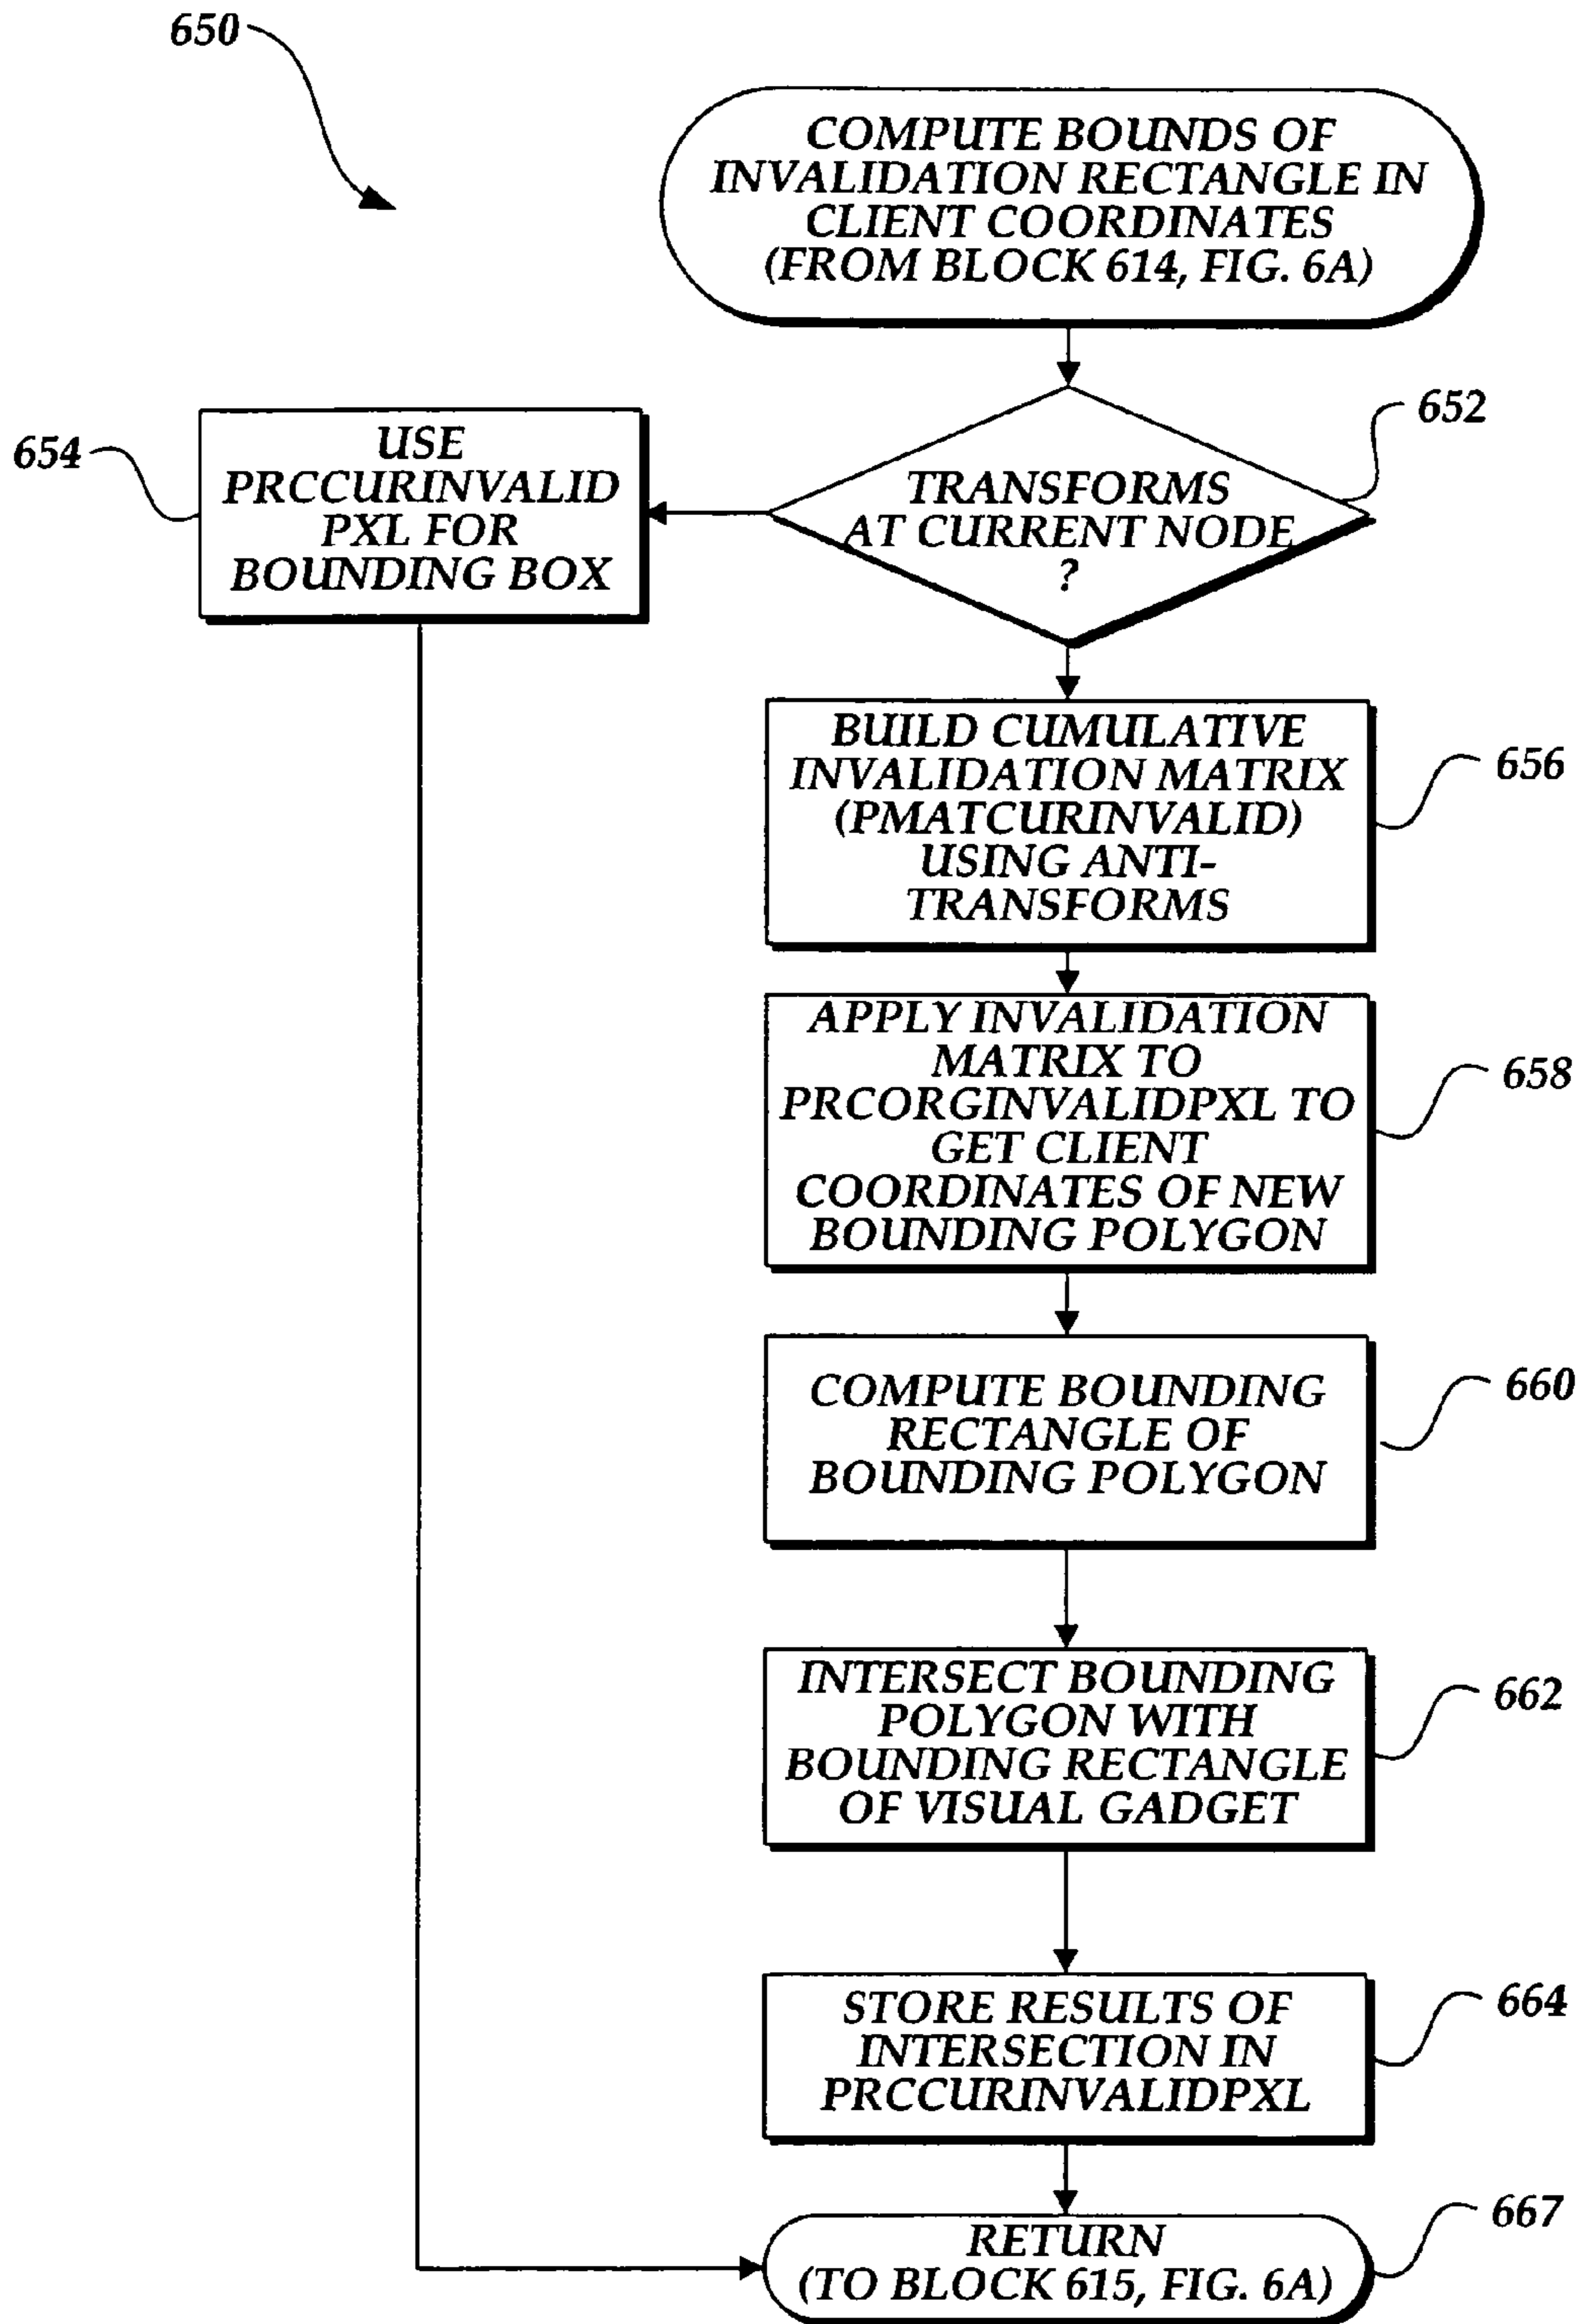 650
COMPUTE BOUNDS OF
INVALIDATION RECTANGLE IN
CLIENT COORDINATES
(FROM BLOCK 614, FIG. 6A)
652
TRANSFORMS
AT CURRENT NODE
?
654
USE
PRCCURINVALID
PXL FOR
BOUNDING BOX
BUILD CUMULATIVE
INVALIDATION MATRIX
(PMATCURINVALID)
USING ANTI-
TRANSFORMS
656
APPLY INVALIDATION
MATRIX TO
PRCORGINVALIDPXL TO
GET CLIENT
COORDINATES OF NEW
BOUNDING POLYGON
658
COMPUTE BOUNDING
RECTANGLE OF
BOUNDING POLYGON
660
INTERSECT BOUNDING
POLYGON WITH
BOUNDING RECTANGLE
OF VISUAL GADGET
662
STORE RESULTS OF
INTERSECTION IN
PRCCURINVALIDPXL
664
RETURN
(TO BLOCK 615, FIG. 6A)
667